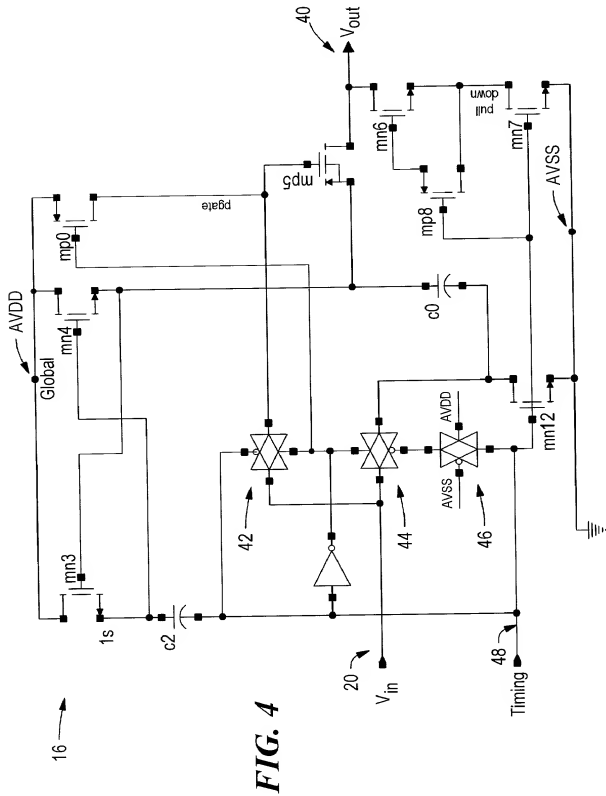 40
Vout
mn6
pull
down
mn7
mp5
mp8
AVSS
pgate
mp0
AVDD
mn4
Global
c0
mn12
AVDD
AVSS
42
44
46
mn3
1s
c2
20
Vin
48
Timing
16
FIG. 4